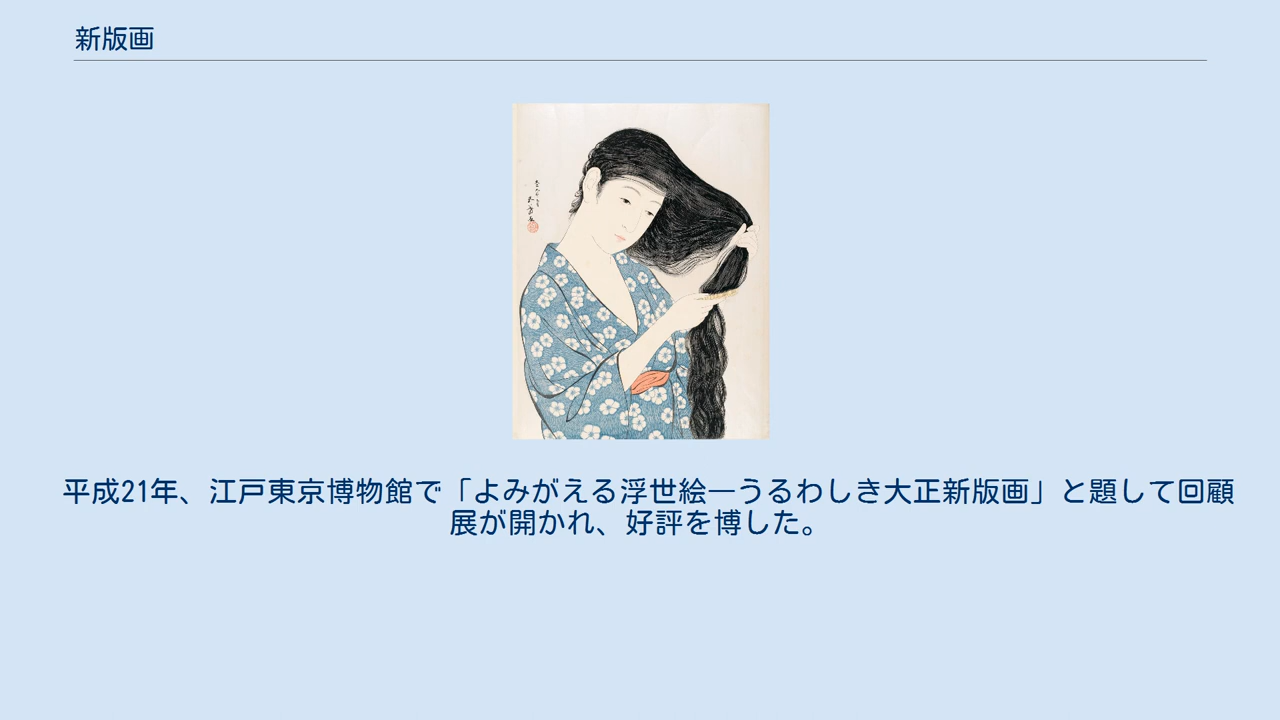 新版画
平成21年、江戸東京博物館で「よみがえる浮世絵―うるわしき大正新版画」と題して回顧
展が開かれ、好評を博した。